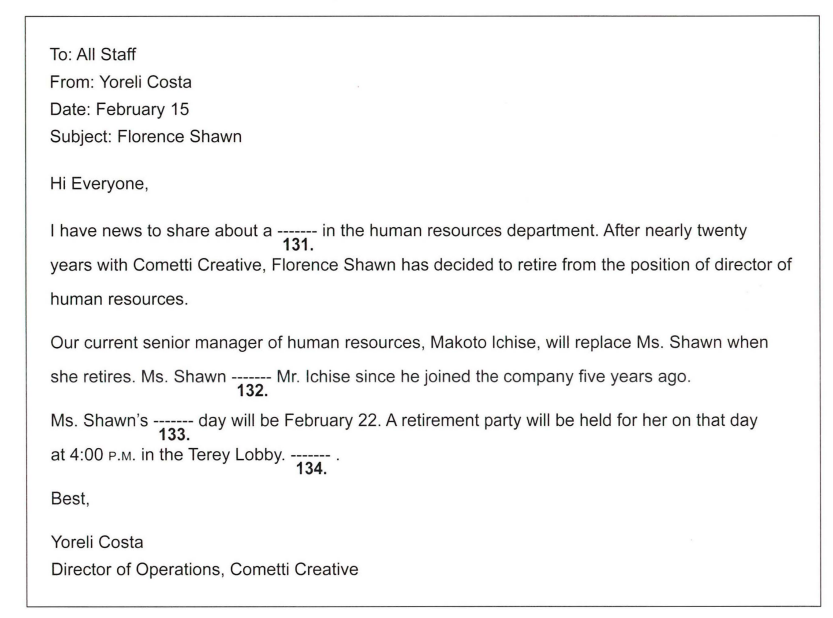 To: All Staff
From: Yoreli Costa
Date: February 15
Subject: Florence Shawn
Hi Everyone,
I have news to share about a ------- in the human resources department. After nearly twenty
131.
years with Cometti Creative, Florence Shawn has decided to retire from the position of director of
human resources.
Our current senior manager of human resources, Makoto Ichise, will replace Ms. Shawn when
she retires. Ms. Shawn ------- Mr. Ichise since he joined the company five years ago.
132.
Ms. Shawn's ------- day will be February 22. A retirement party will be held for her on that day
133.
at 4:00 P.M. in the Terey Lobby. ------- .
134.
Best,
Yoreli Costa
Director of Operations, Cometti Creative